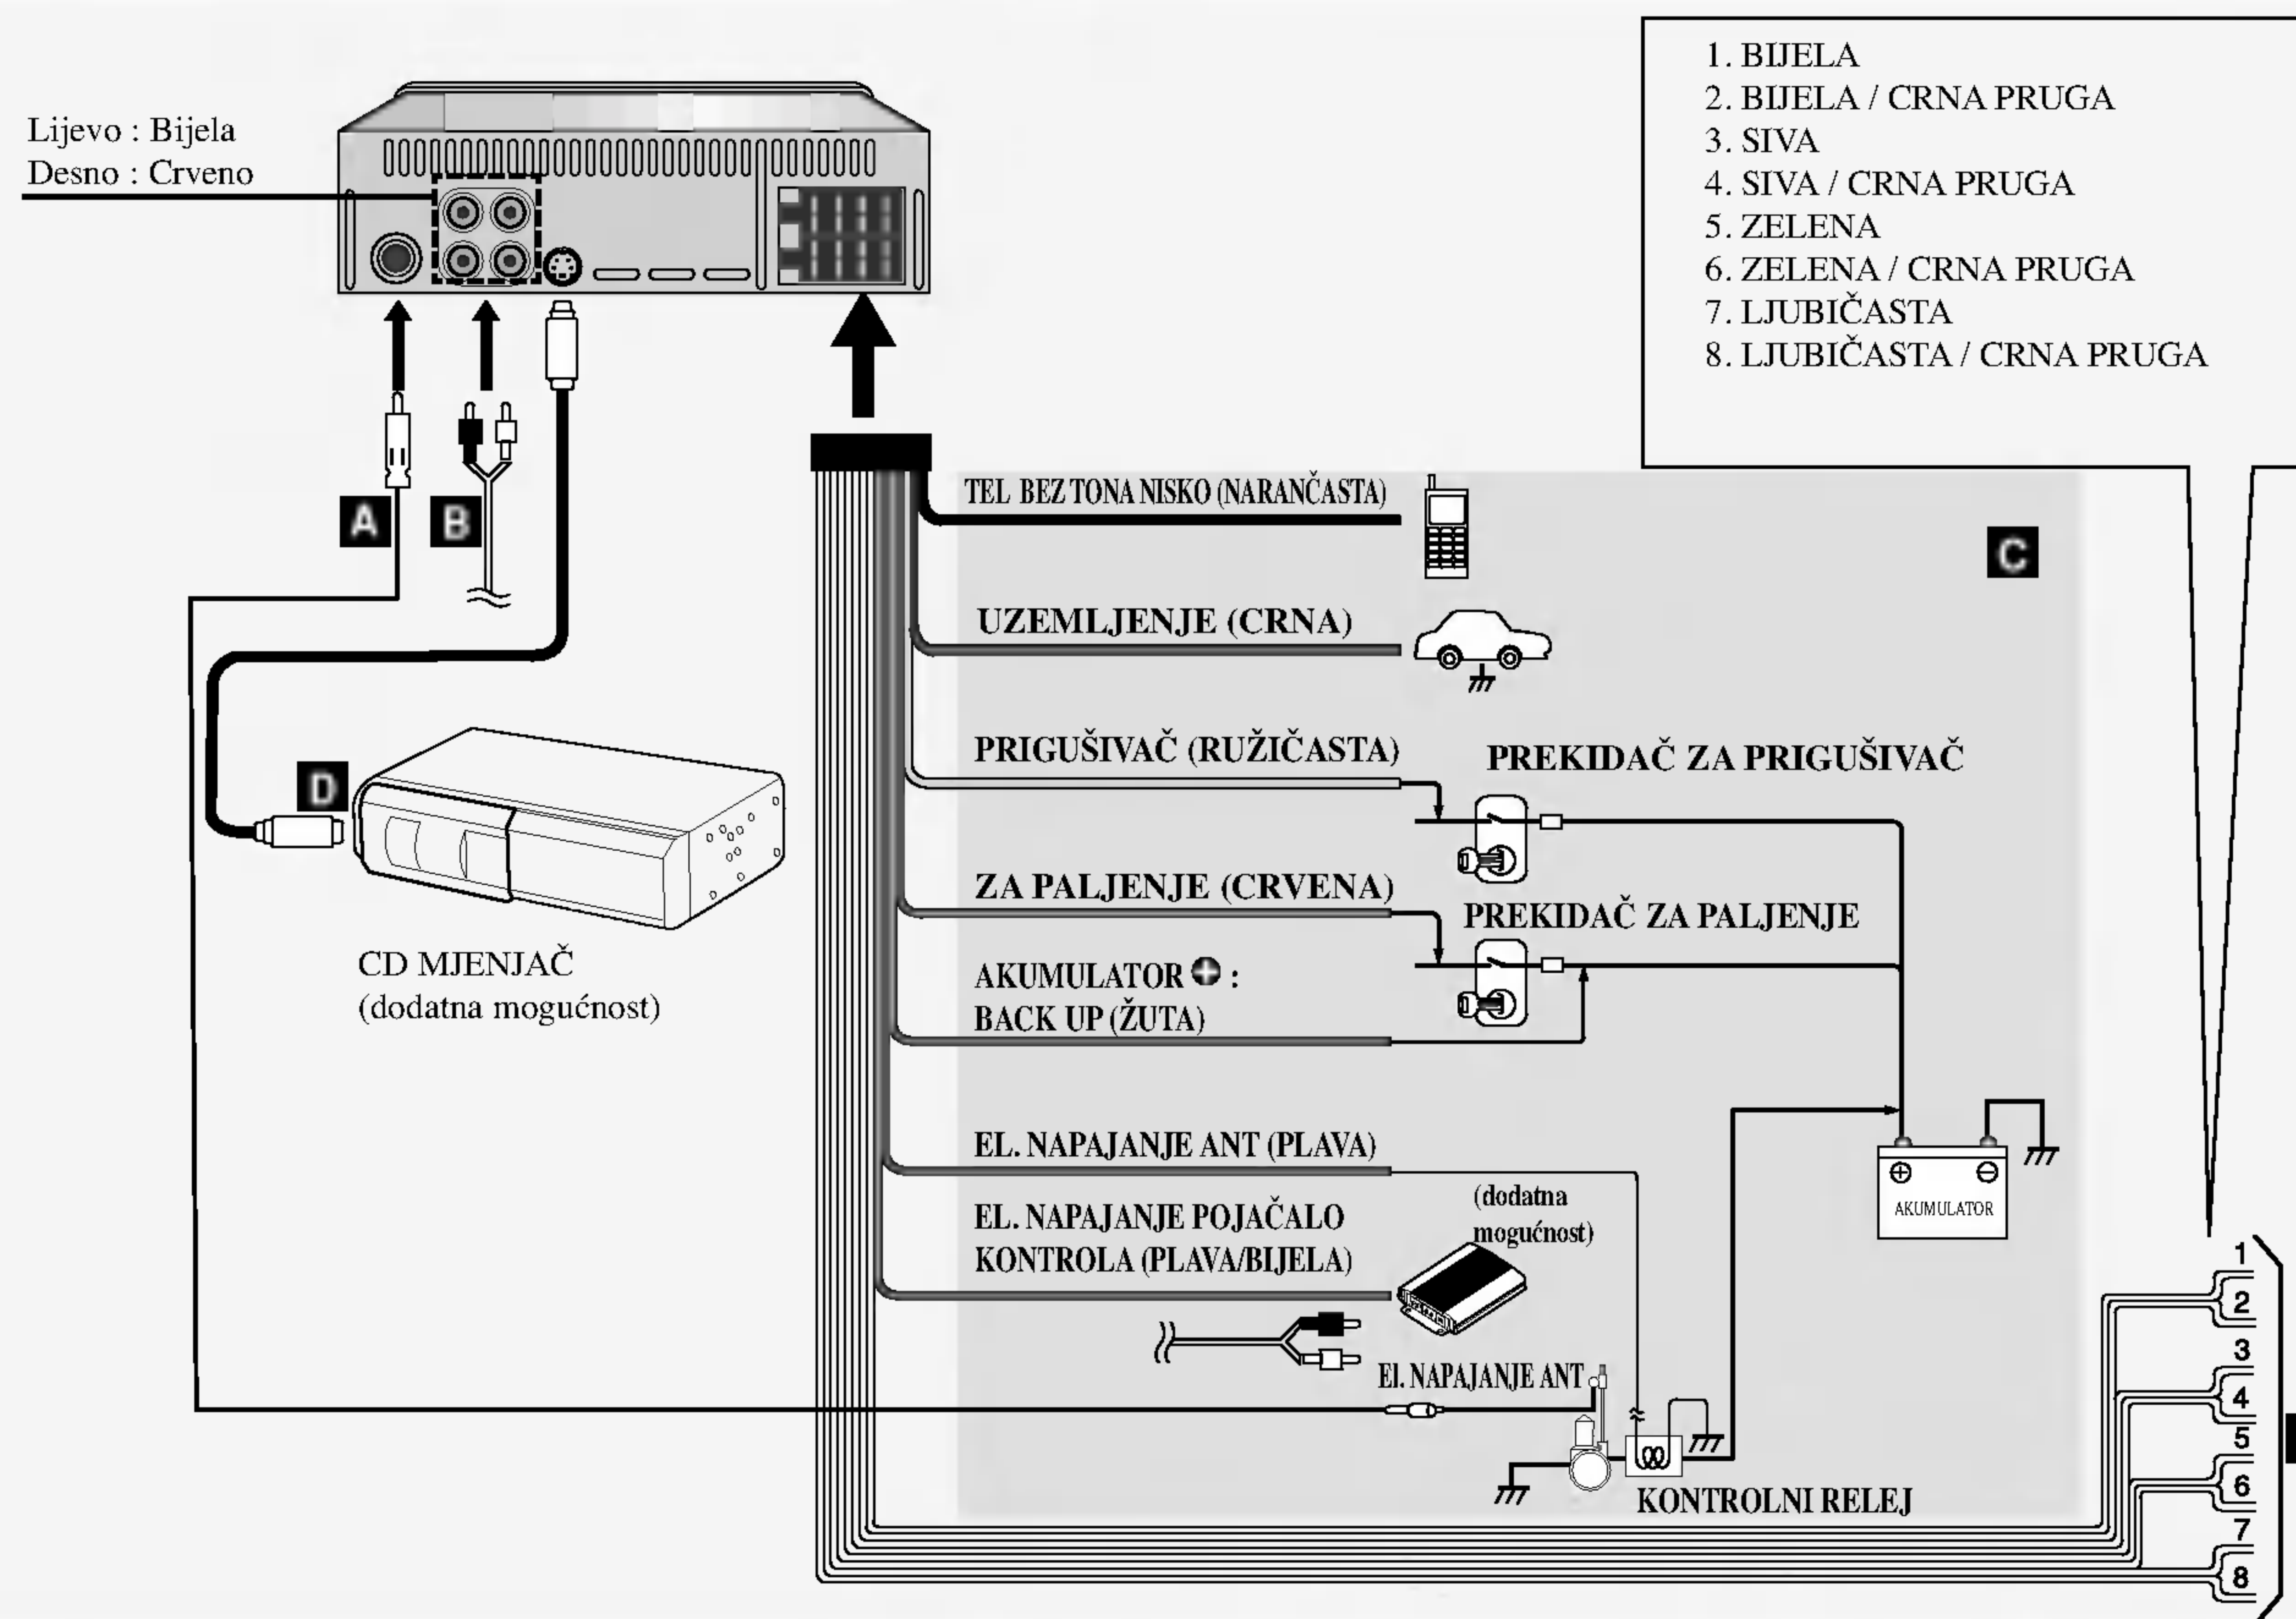 Lijevo : Bijela
Desno : Crveno
1. BIJELA
2. BIJELA / CRNA PRUGA
3. SIVA
4. SIVA / CRNA PRUGA
5. ZELENA
6. ZELENA / CRNA PRUGA
7. LJUBIČASTA
8. LJUBIČASTA / CRNA PRUGA
A
B
C
D
TEL BEZ TONA NISKO (NARANČASTA)
UZEMLJENJE (CRNA)
PRIGUŠIVAČ (RUŽIČASTA)
PREKIDAČ ZA PRIGUŠIVAČ
ZA PALJENJE (CRVENA)
PREKIDAČ ZA PALJENJE
CD MJENJAČ
(dodatna mogućnost)
AKUMULATOR + :
BACK UP (ŽUTA)
EL. NAPAJANJE ANT (PLAVA)
(dodatna
mogućnost)
EL. NAPAJANJE POJAČALO
KONTROLA (PLAVA/BIJELA)
AKUMULATOR
El. NAPAJANJE ANT
KONTROLNI RELEJ
1
2
3
4
5
6
7
8